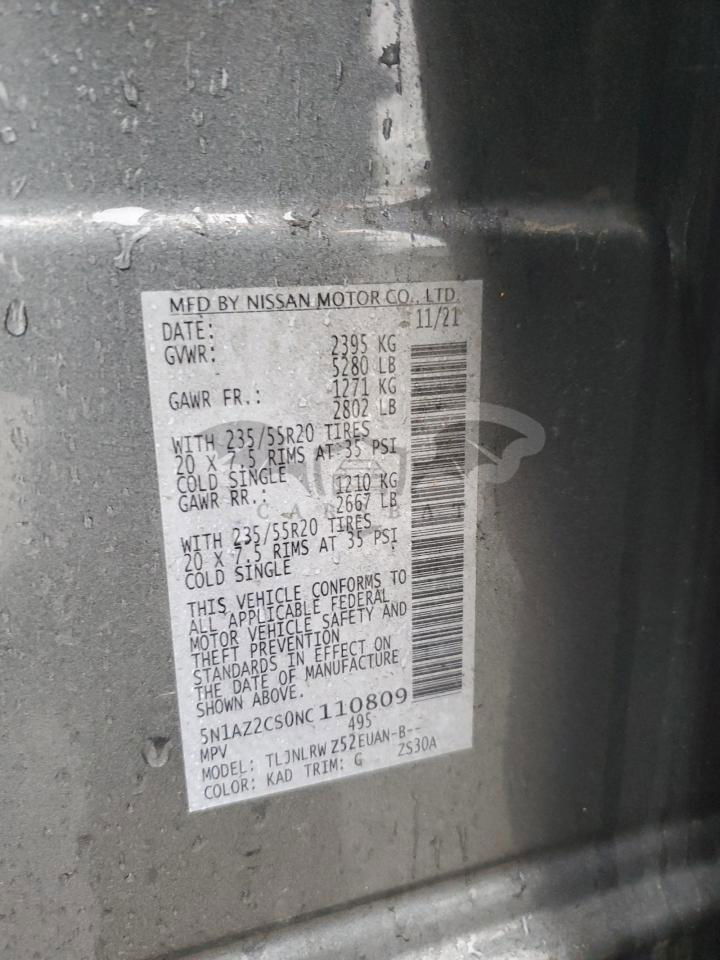 MFD BY NISSAN MOTOR CO., LTD.
DATE: 11/21
GVWR: 2395 KG
5280 LB
GAWR FR.: 1271 KG
2802 LB
WITH 235/55R20 TIRES
20 X 7.5 RIMS AT 35 PSI
COLD SINGLE
GAWR RR.: 1210 KG
2667 LB
WITH 235/55R20 TIRES
20 X 7.5 RIMS AT 35 PSI
COLD SINGLE
THIS VEHICLE CONFORMS TO
ALL APPLICABLE FEDERAL
MOTOR VEHICLE SAFETY AND
THEFT PREVENTION
STANDARDS IN EFFECT ON
THE DATE OF MANUFACTURE
SHOWN ABOVE.
5N1AZ2CS0NC110809
MPV 495
MODEL: TLJNLRW Z52EUAN-B--
COLOR: KAD TRIM: G ZS30A
CAR BAT